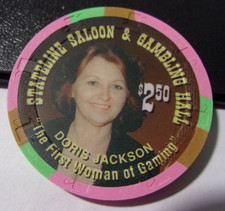 STATELINE SALOON & GAMBLING HALL
$2.50
DORIS JACKSON
"The First Woman of Gaming"